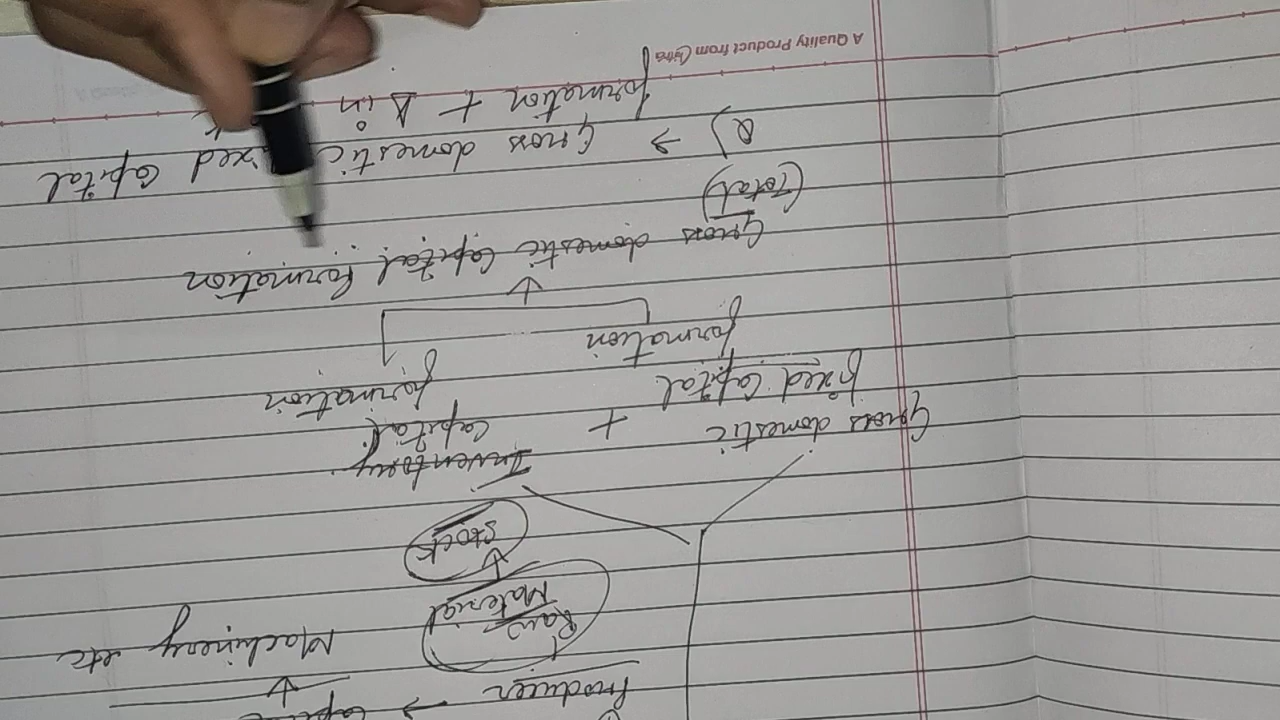 Producer →
Raw
Material Machinery etc
Stock
Inventory
Gross domestic + capital
fixed capital formation
formation
Gross domestic capital formation
(total)
Q) → Gross domestic capital
formation + Δ in
A Quality Product from